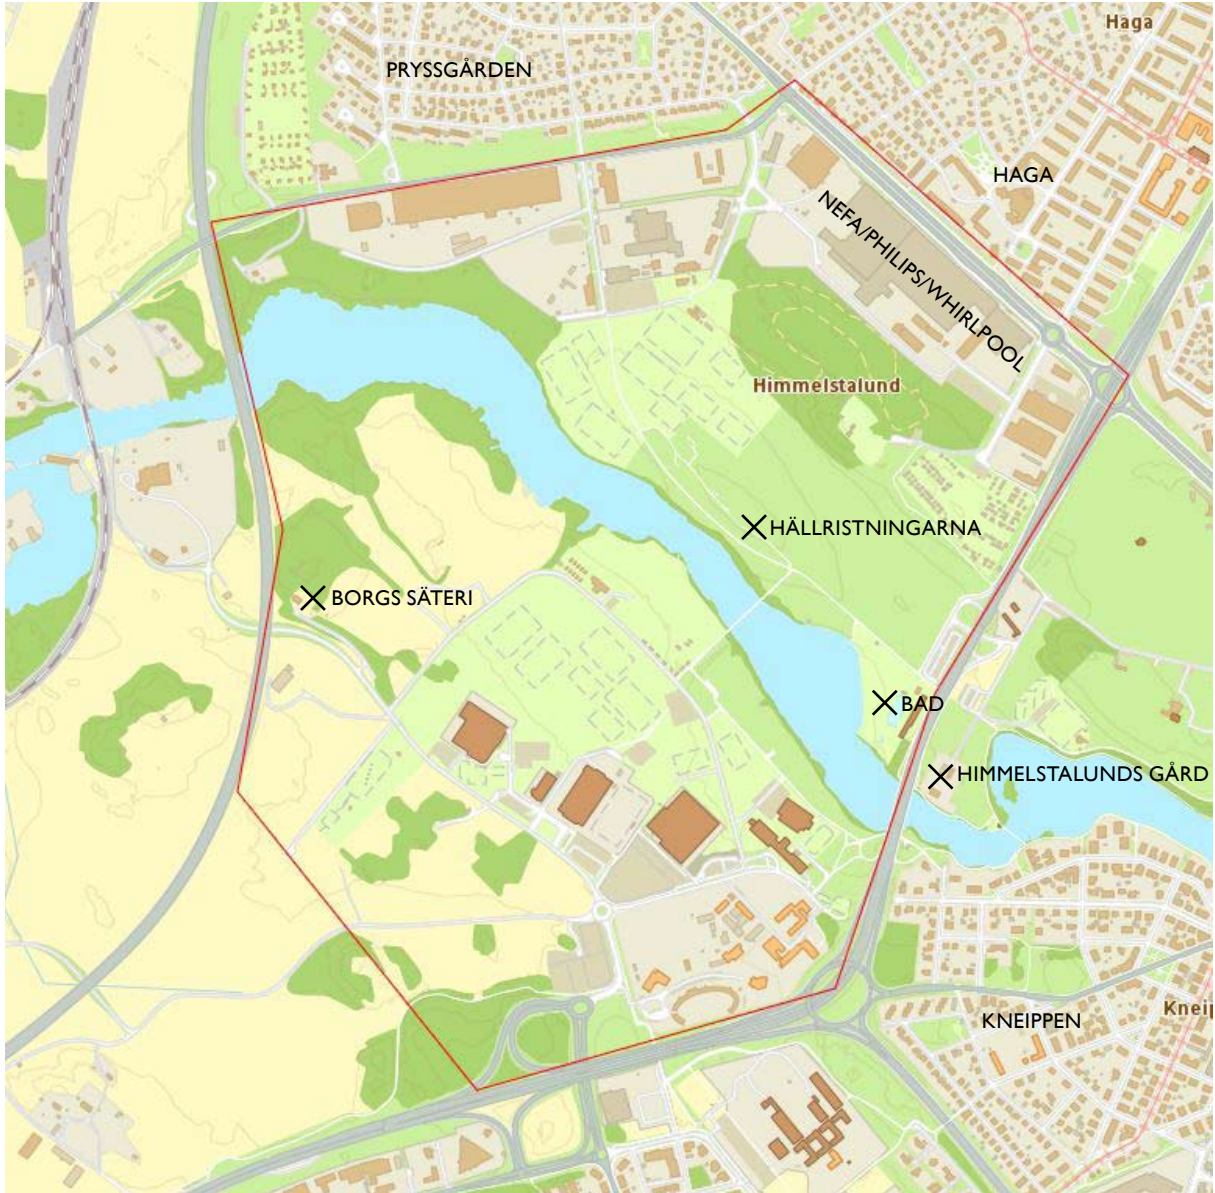 Haga
PRYSSGÅRDEN
HAGA
NEFA/PHILIPS/WHIRLPOOL
Himmelstalund
HÄLLRISTNINGARNA
BORGS SÄTERI
BAD
HIMMELSTALUNDS GÅRD
Kneip
KNEIPPEN